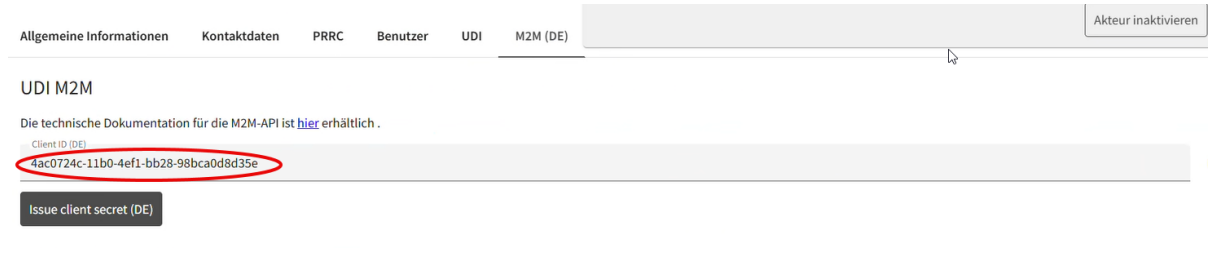 Akteur inaktivieren
Allgemeine Informationen Kontaktdaten PRRC Benutzer UDI M2M (DE)
UDI M2M
Die technische Dokumentation für die M2M-API ist hier erhältlich .
Client ID (DE)
4ac0724c-11b0-4ef1-bb28-98bca0d8d35e
Issue client secret (DE)